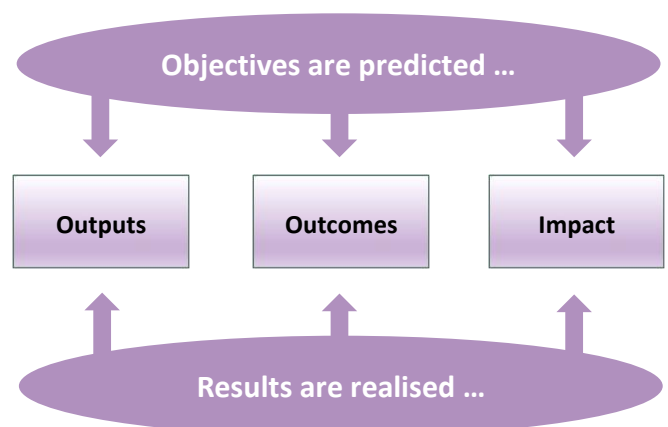 Objectives are predicted …
Outputs
Outcomes
Impact
Results are realised …